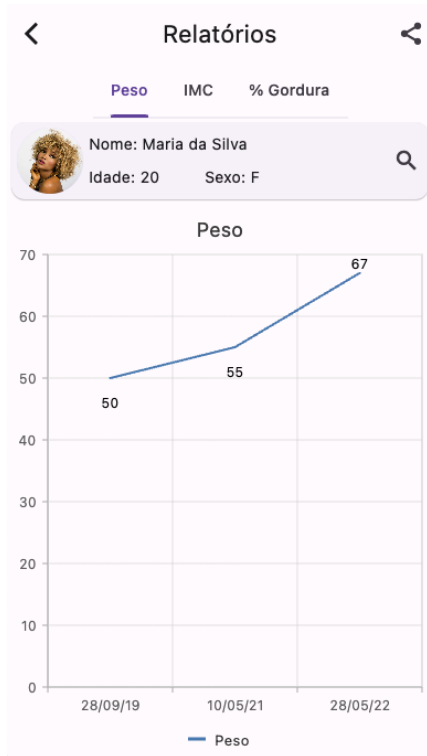 Relatórios
Peso IMC % Gordura
Nome: Maria da Silva
Idade: 20 Sexo: F
Peso
70
67
60
50
55
50
40
30
20
10
0
28/09/19 10/05/21 28/05/22
Peso